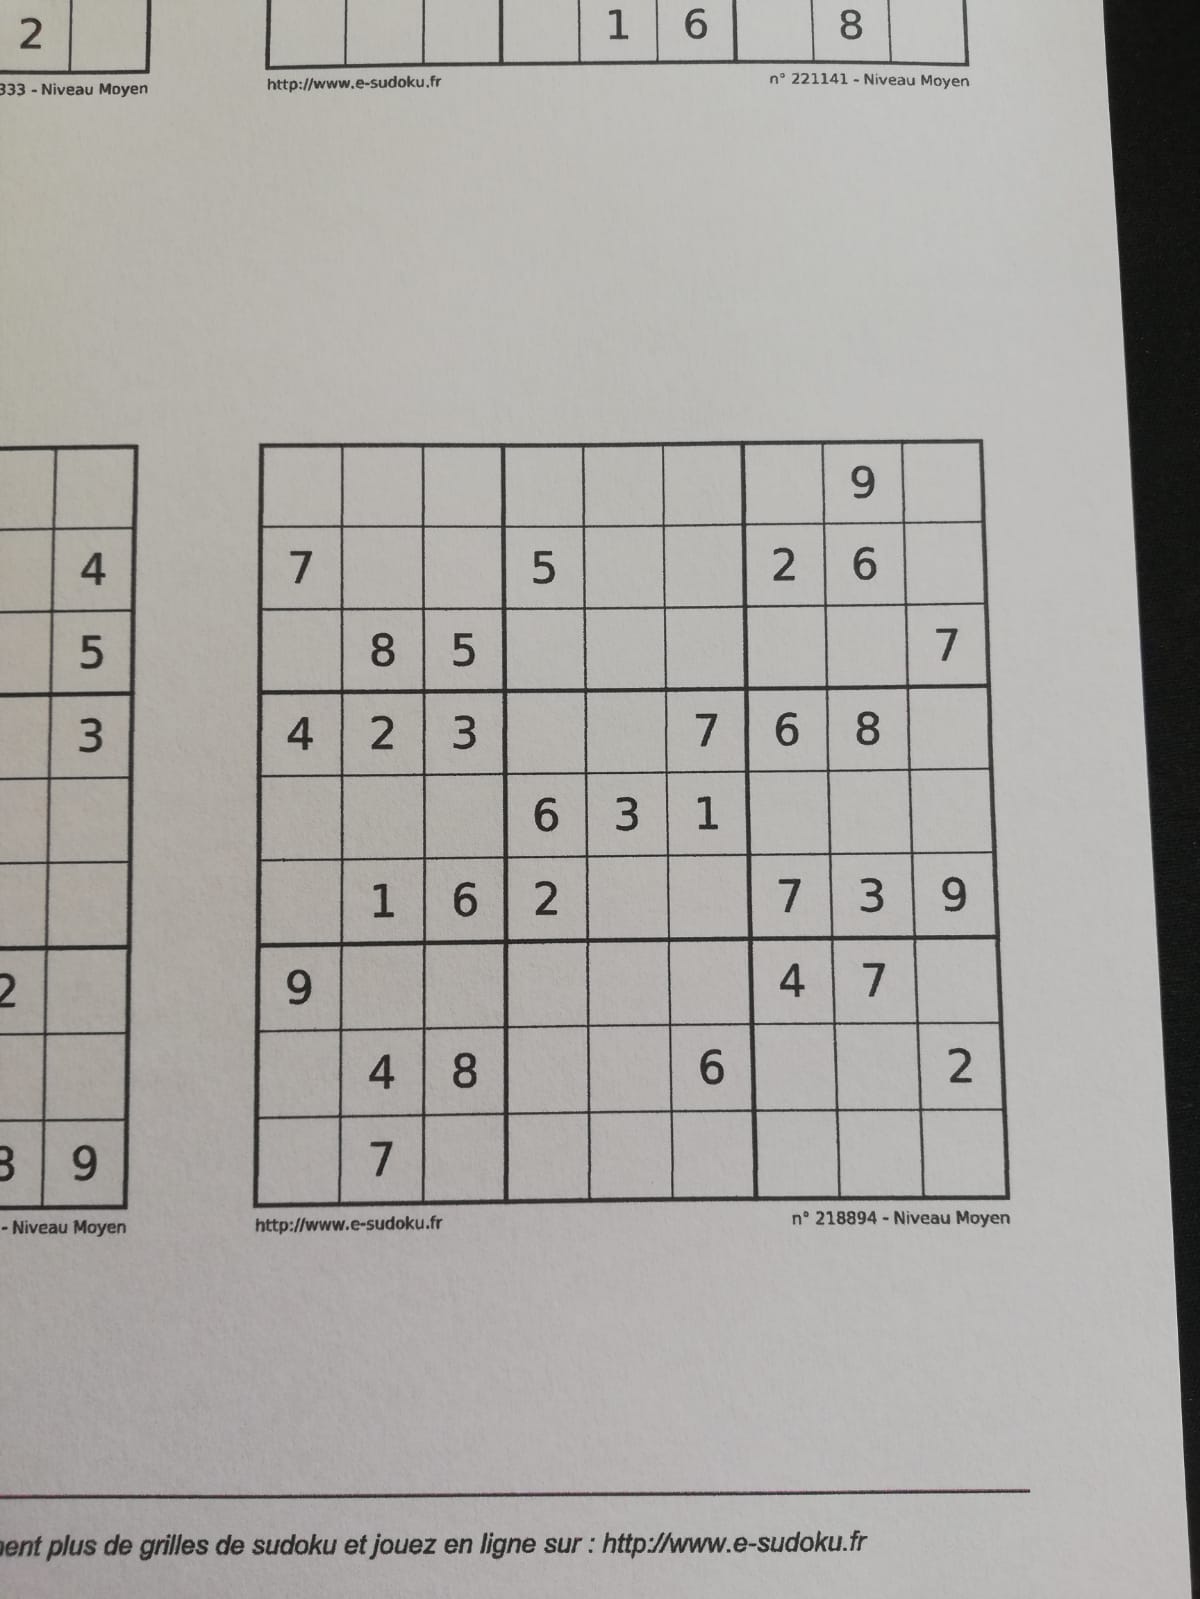 2 1 6 8
333 - Niveau Moyen http://www.e-sudoku.fr n° 221141 - Niveau Moyen
9
4 7 5 2 6
5 8 5 7
3 4 2 3 7 6 8
6 3 1
1 6 2 7 3 9
2 9 4 7
4 8 6 2
9 7
- Niveau Moyen http://www.e-sudoku.fr n° 218894 - Niveau Moyen
plus de grilles de sudoku et jouez en ligne sur : http://www.e-sudoku.fr